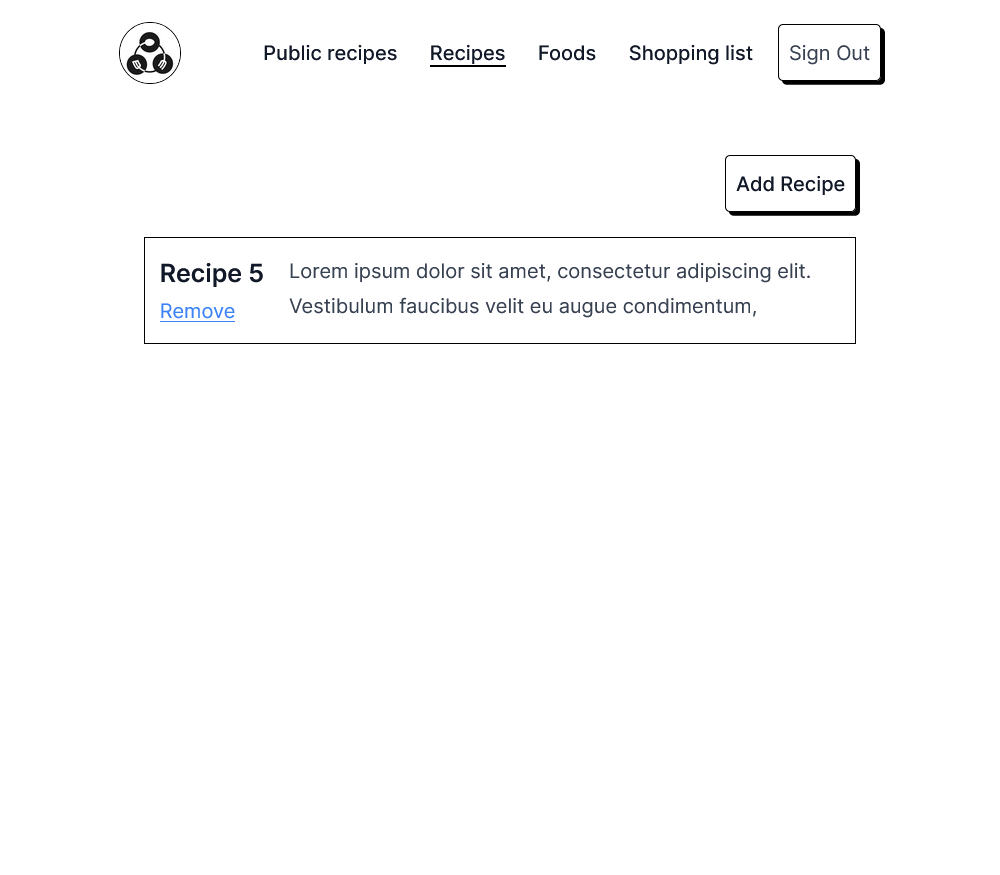 Public recipes Recipes Foods Shopping list Sign Out
Add Recipe
Recipe 5
Remove
Lorem ipsum dolor sit amet, consectetur adipiscing elit.
Vestibulum faucibus velit eu augue condimentum,